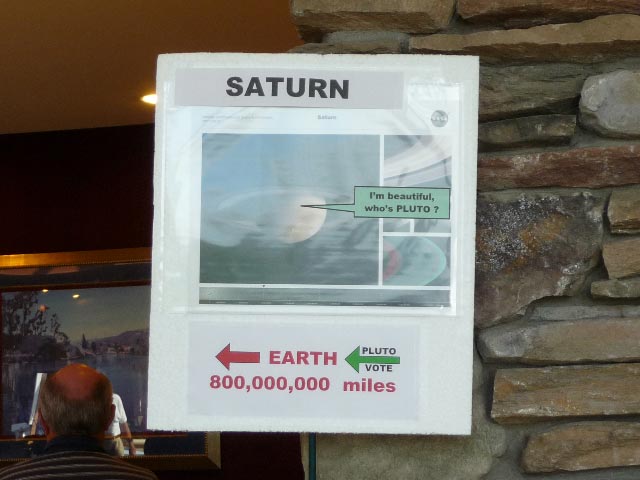 SATURN
Saturn
I'm beautiful,
who's PLUTO ?
EARTH
PLUTO
VOTE
800,000,000 miles